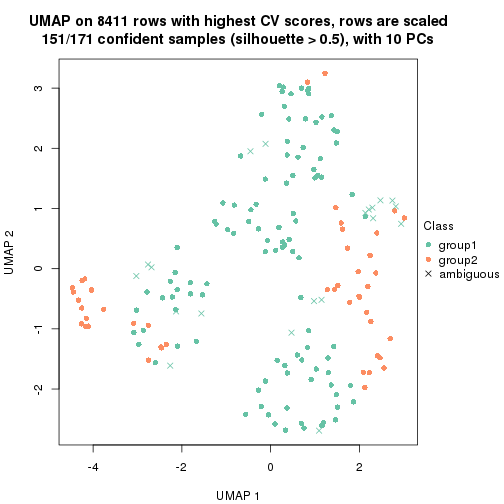 UMAP on 8411 rows with highest CV scores, rows are scaled
151/171 confident samples (silhouette > 0.5), with 10 PCs
3
2
1
0
-1
-2
UMAP 2
Class
group1
group2
ambiguous
-4
-2
0
2
UMAP 1